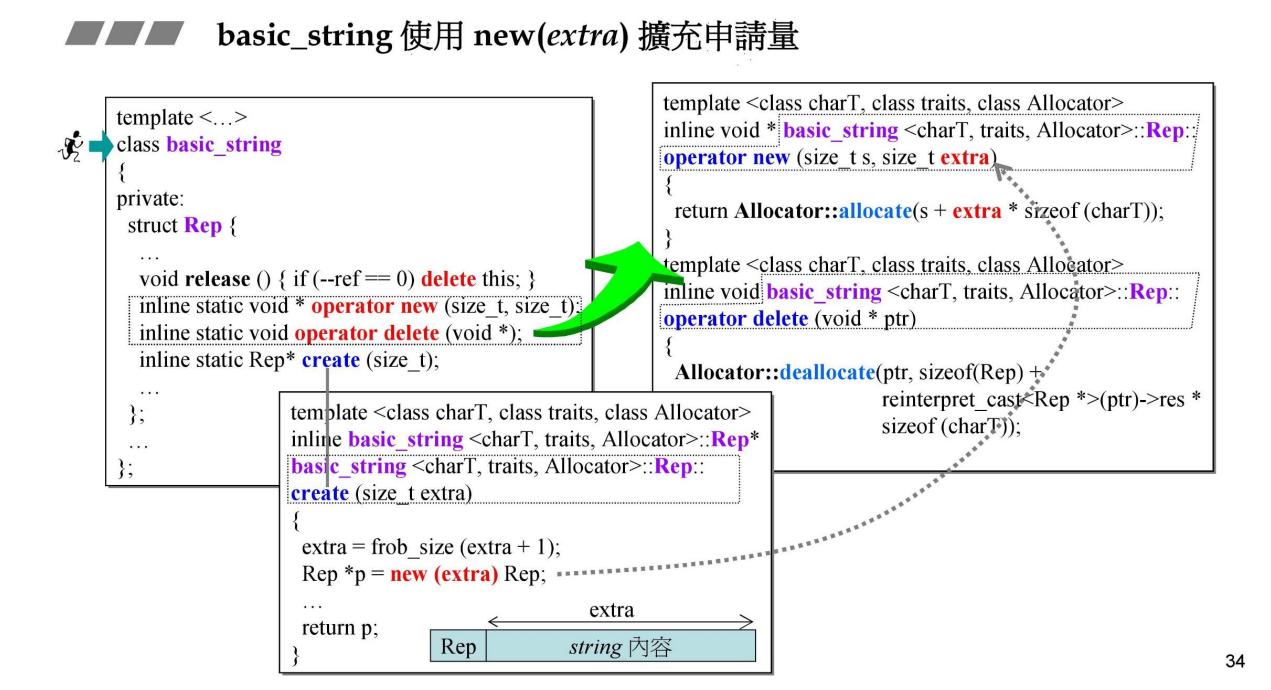 basic_string 使用 new(extra) 擴充申請量
template <…>
class basic_string
{
private:
struct Rep {
…
void release () { if (--ref == 0) delete this; }
inline static void * operator new (size_t, size_t);
inline static void operator delete (void *);
inline static Rep* create (size_t);
…
};
…
};
template <class charT, class traits, class Allocator>
inline void * basic_string <charT, traits, Allocator>::Rep::
operator new (size_t s, size_t extra)
{
return Allocator::allocate(s + extra * sizeof (charT));
}
template <class charT, class traits, class Allocator>
inline void basic_string <charT, traits, Allocator>::Rep::
operator delete (void * ptr)
{
Allocator::deallocate(ptr, sizeof(Rep) +
reinterpret_cast<Rep *>(ptr)->res *
sizeof (charT));
template <class charT, class traits, class Allocator>
inline basic_string <charT, traits, Allocator>::Rep*
basic_string <charT, traits, Allocator>::Rep::
create (size_t extra)
{
extra = frob_size (extra + 1);
Rep *p = new (extra) Rep;
…
return p;
}
extra
Rep string 內容
34